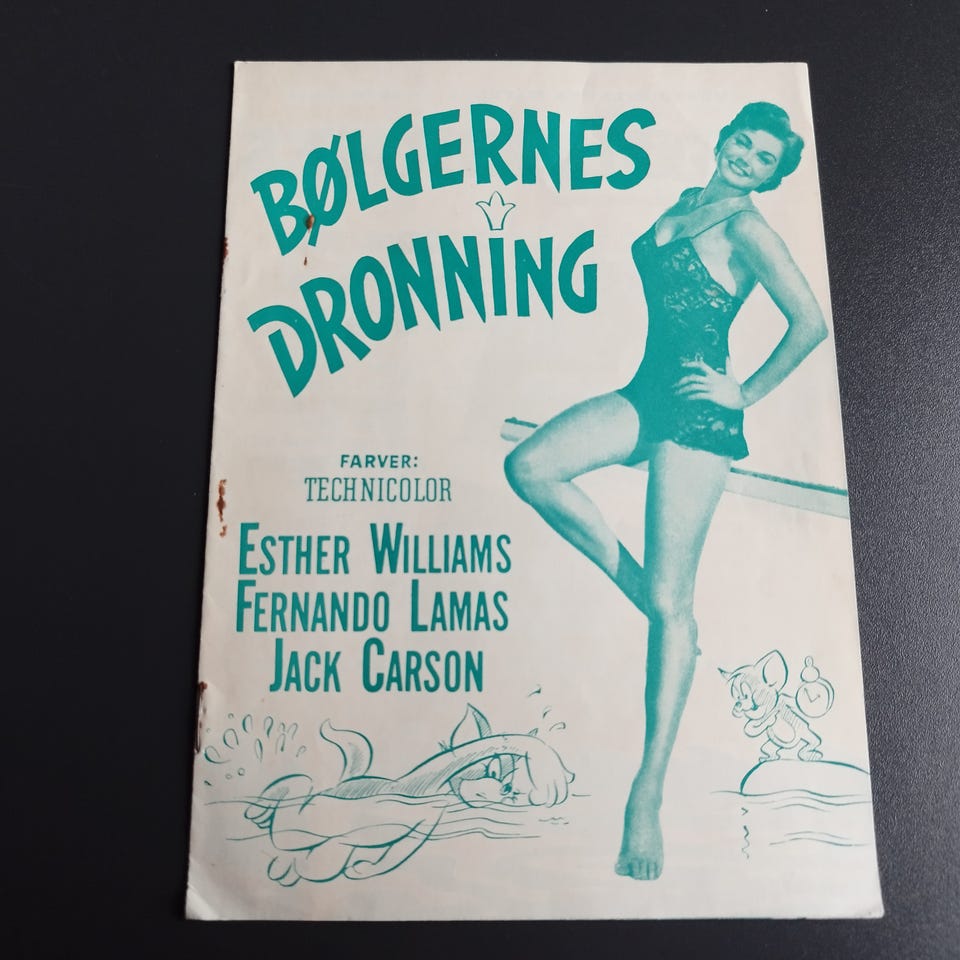 BØLGERNES
DRONNING
FARVER:
TECHNICOLOR
ESTHER WILLIAMS
FERNANDO LAMAS
JACK CARSON